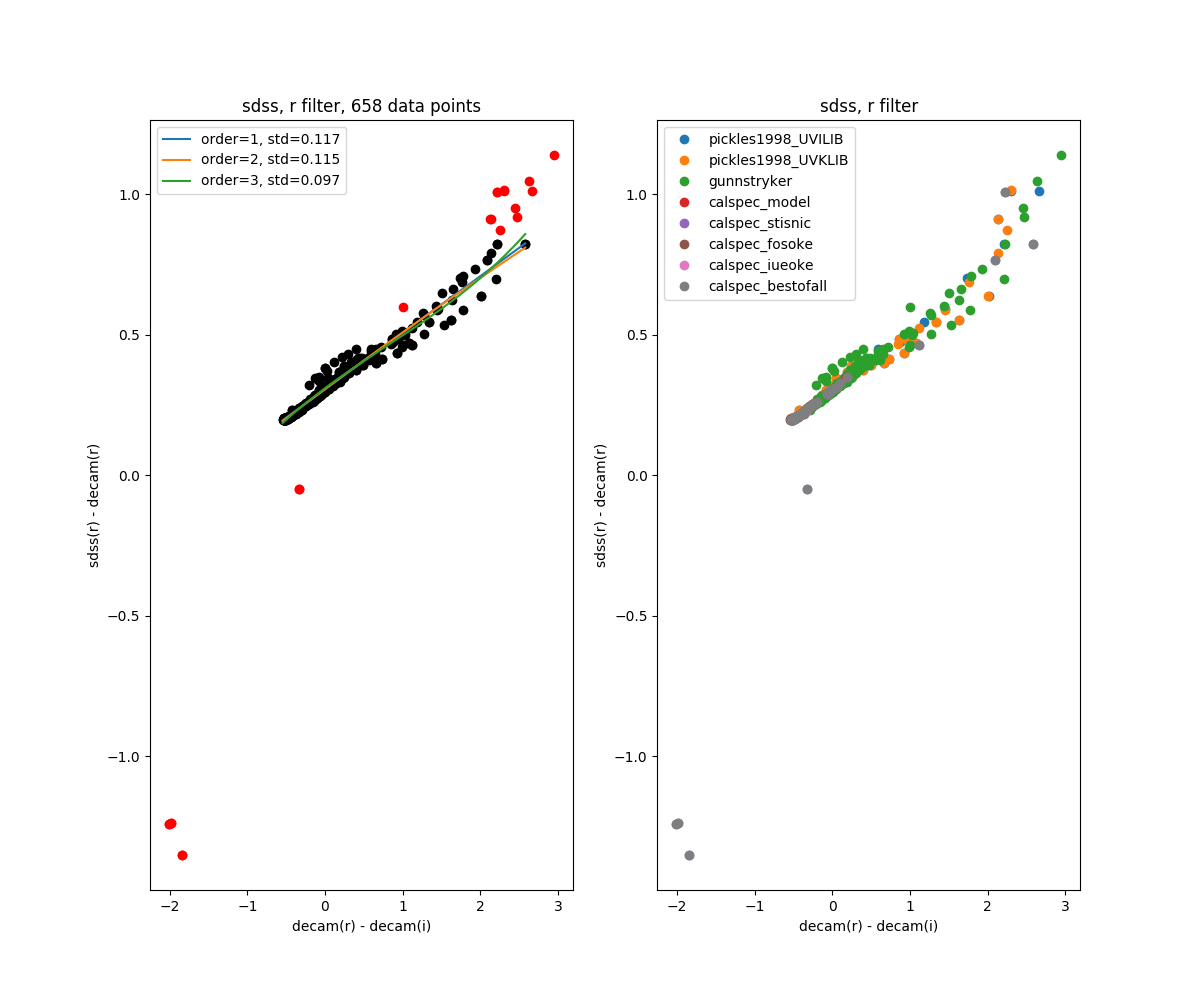 sdss, r filter, 658 data points
order=1, std=0.117
order=2, std=0.115
order=3, std=0.097
1.0
0.5
0.0
−0.5
−1.0
sdss(r) - decam(r)
−2
−1
0
1
2
3
decam(r) - decam(i)
sdss, r filter
pickles1998_UVILIB
pickles1998_UVKLIB
gunnstryker
calspec_model
calspec_stisnic
calspec_fosoke
calspec_iueoke
calspec_bestofall
1.0
0.5
0.0
−0.5
−1.0
sdss(r) - decam(r)
−2
−1
0
1
2
3
decam(r) - decam(i)